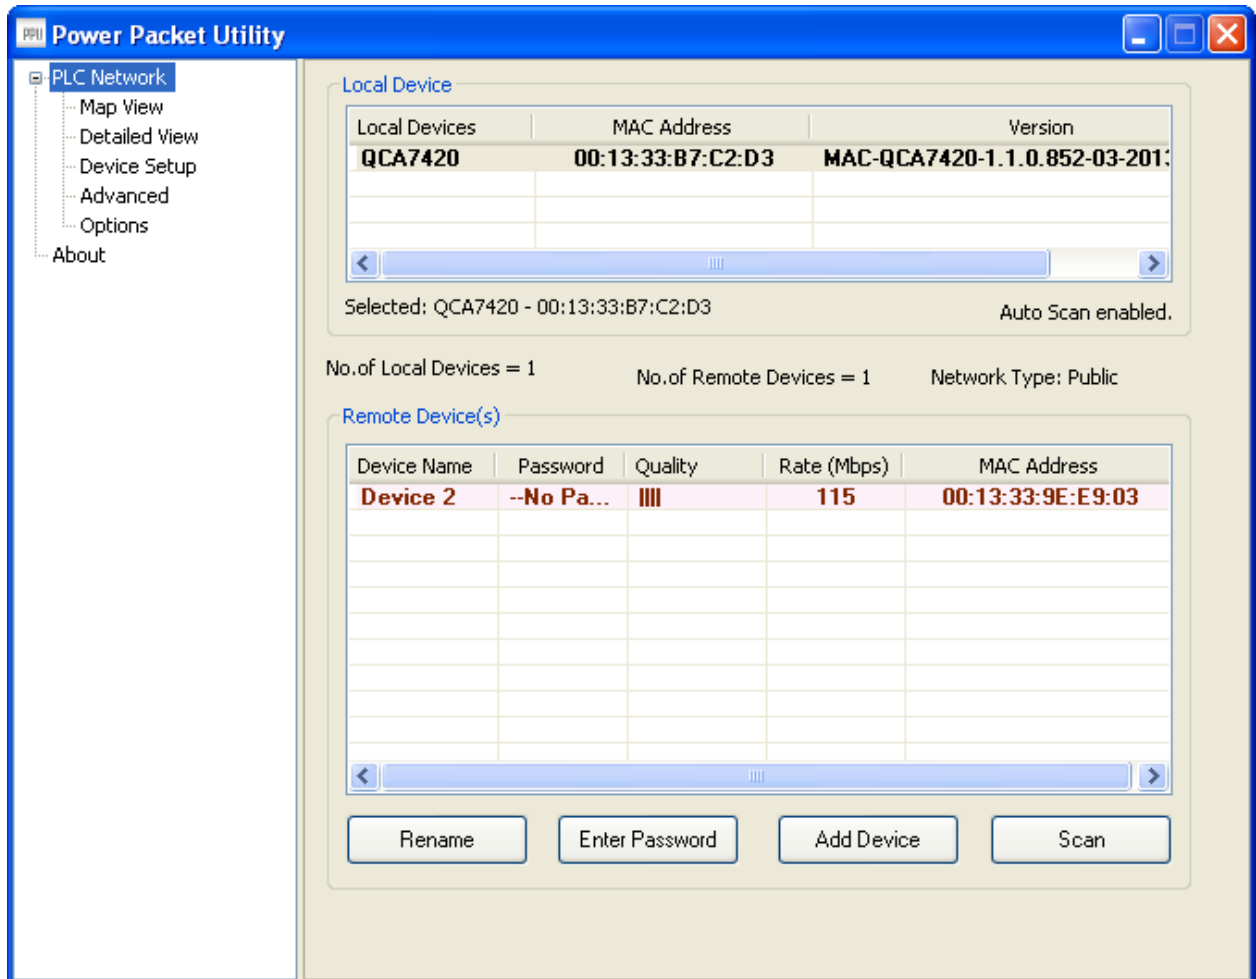 PPU Power Packet Utility
PLC Network
Map View
Detailed View
Device Setup
Advanced
Options
About
Local Device
Local Devices MAC Address Version
QCA7420 00:13:33:B7:C2:D3 MAC-QCA7420-1.1.0.852-03-2013
Selected: QCA7420 - 00:13:33:B7:C2:D3 Auto Scan enabled.
No.of Local Devices = 1 No.of Remote Devices = 1 Network Type: Public
Remote Device(s)
Device Name Password Quality Rate (Mbps) MAC Address
Device 2 --No Pa... 115 00:13:33:9E:E9:03
Rename Enter Password Add Device Scan